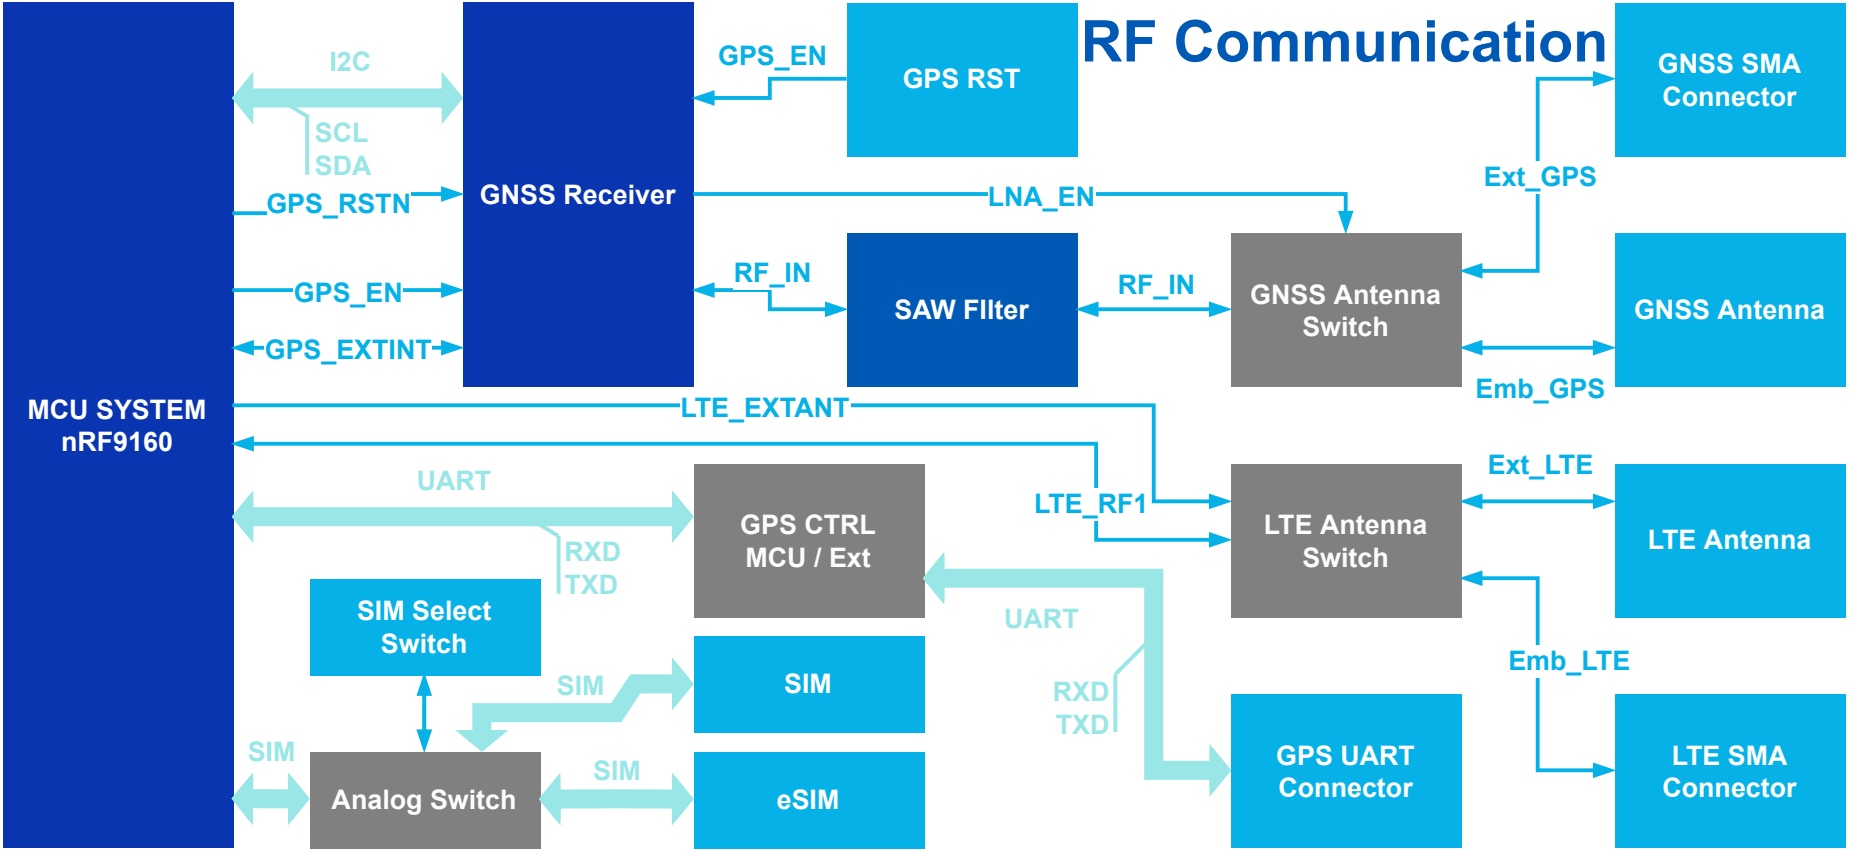 RF Communication
MCU SYSTEM
nRF9160
I2C
SCL
SDA
GPS_RSTN
GPS_EN
GPS_EXTINT
GNSS Receiver
GPS_EN
GPS RST
LNA_EN
RF_IN
SAW FIlter
RF_IN
GNSS Antenna
Switch
Ext_GPS
GNSS SMA
Connector
GNSS Antenna
Emb_GPS
LTE_EXTANT
LTE_RF1
LTE Antenna
Switch
Ext_LTE
LTE Antenna
Emb_LTE
LTE SMA
Connector
UART
RXD
TXD
GPS CTRL
MCU / Ext
UART
RXD
TXD
GPS UART
Connector
SIM Select
Switch
SIM
SIM
SIM
Analog Switch
SIM
eSIM